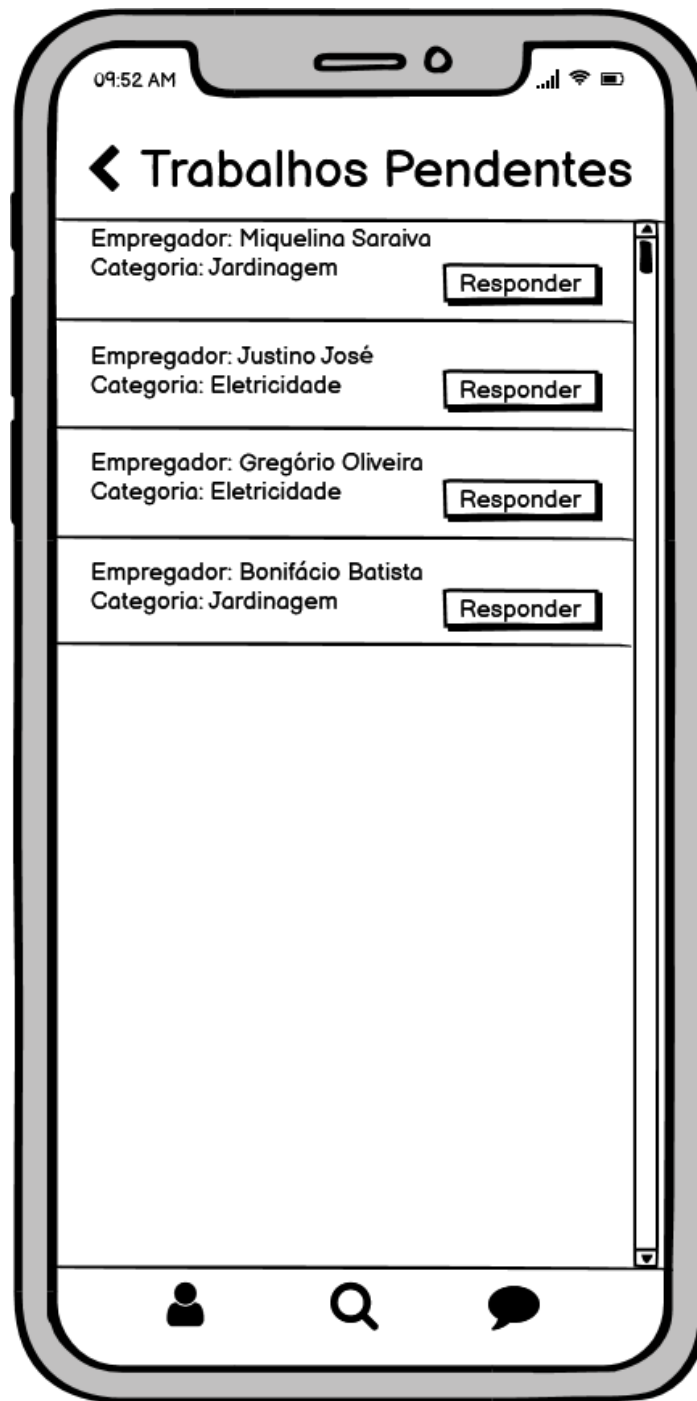 09:52 AM
Trabalhos Pendentes
Empregador: Miquelina Saraiva
Categoria: Jardinagem
Responder
Empregador: Justino José
Categoria: Eletricidade
Responder
Empregador: Gregório Oliveira
Categoria: Eletricidade
Responder
Empregador: Bonifácio Batista
Categoria: Jardinagem
Responder